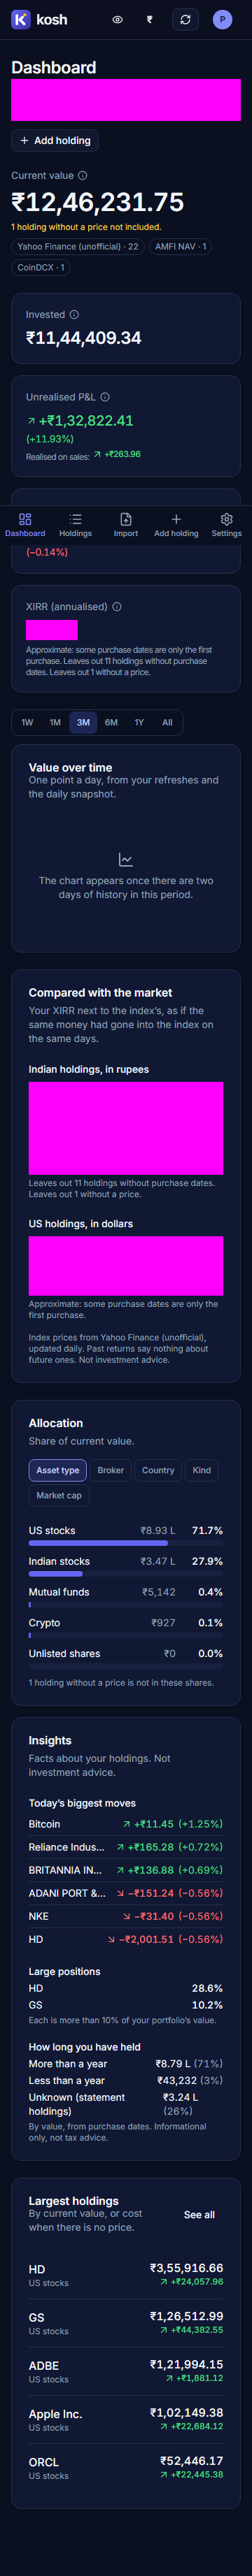 kosh
₹
P
Dashboard
+ Add holding
Current value
₹12,46,231.75
1 holding without a price not included.
Yahoo Finance (unofficial) · 22
AMFI NAV · 1
CoinDCX · 1
Invested
₹11,44,409.34
Unrealised P&L
+₹1,32,822.41
(+11.93%)
Realised on sales: +₹263.96
Dashboard
Holdings
Import
Add holding
Settings
(−0.14%)
XIRR (annualised)
Approximate: some purchase dates are only the first
purchase. Leaves out 11 holdings without purchase
dates. Leaves out 1 without a price.
1W 1M 3M 6M 1Y All
Value over time
One point a day, from your refreshes and
the daily snapshot.
The chart appears once there are two
days of history in this period.
Compared with the market
Your XIRR next to the index's, as if the
same money had gone into the index on
the same days.
Indian holdings, in rupees
Leaves out 11 holdings without purchase dates.
Leaves out 1 without a price.
US holdings, in dollars
Approximate: some purchase dates are only the
first purchase.
Index prices from Yahoo Finance (unofficial),
updated daily. Past returns say nothing about
future ones. Not investment advice.
Allocation
Share of current value.
Asset type
Broker
Country
Kind
Market cap
US stocks ₹8.93 L 71.7%
Indian stocks ₹3.47 L 27.9%
Mutual funds ₹5,142 0.4%
Crypto ₹927 0.1%
Unlisted shares ₹0 0.0%
1 holding without a price is not in these shares.
Insights
Facts about your holdings. Not
investment advice.
Today's biggest moves
Bitcoin +₹11.45 (+1.25%)
Reliance Indus... +₹165.28 (+0.72%)
BRITANNIA IN... +₹136.88 (+0.69%)
ADANI PORT &... −₹151.24 (−0.56%)
NKE −₹31.40 (−0.56%)
HD −₹2,001.51 (−0.56%)
Large positions
HD 28.6%
GS 10.2%
Each is more than 10% of your portfolio's value.
How long you have held
More than a year ₹8.79 L (71%)
Less than a year ₹43,232 (3%)
Unknown (statement ₹3.24 L
holdings) (26%)
By value, from purchase dates. Informational
only, not tax advice.
Largest holdings
By current value, or cost
when there is no price.
See all
HD ₹3,55,916.66
US stocks +₹24,057.96
GS ₹1,26,512.99
US stocks +₹44,382.55
ADBE ₹1,21,994.15
US stocks +₹1,881.12
Apple Inc. ₹1,02,149.38
US stocks +₹22,684.12
ORCL ₹52,446.17
US stocks +₹22,445.38